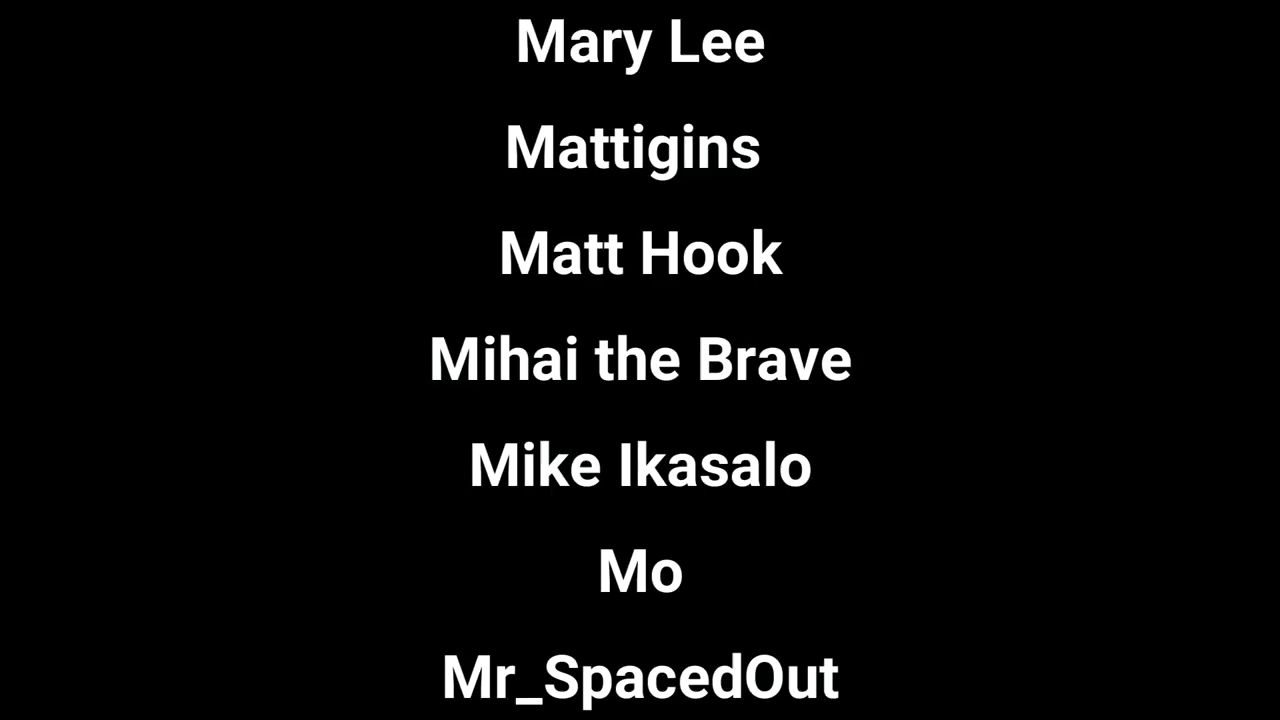 Mary Lee
Mattigins
Matt Hook
Mihai the Brave
Mike Ikasalo
Mo
Mr_SpacedOut